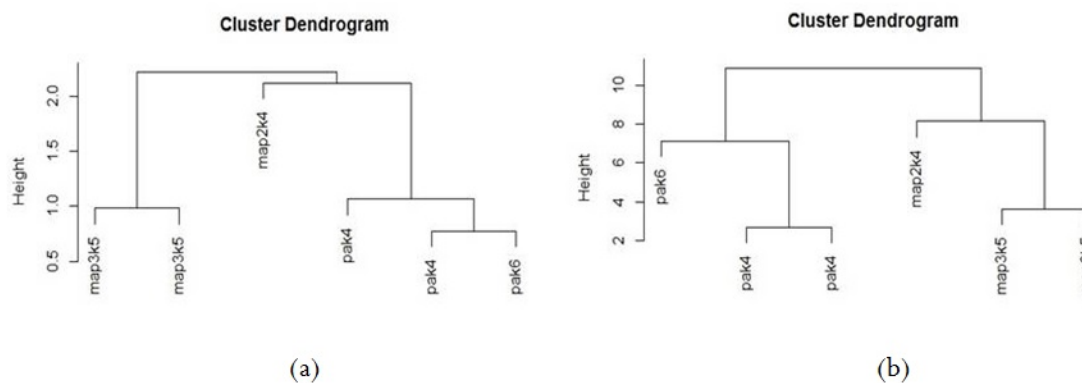 Cluster Dendrogram
Height
2.0
1.5
1.0
0.5
map3k5
map3k5
map2k4
pak4
pak4
pak6
(a)
Cluster Dendrogram
Height
10
8
6
4
2
pak6
pak4
pak4
map2k4
map3k5
(b)